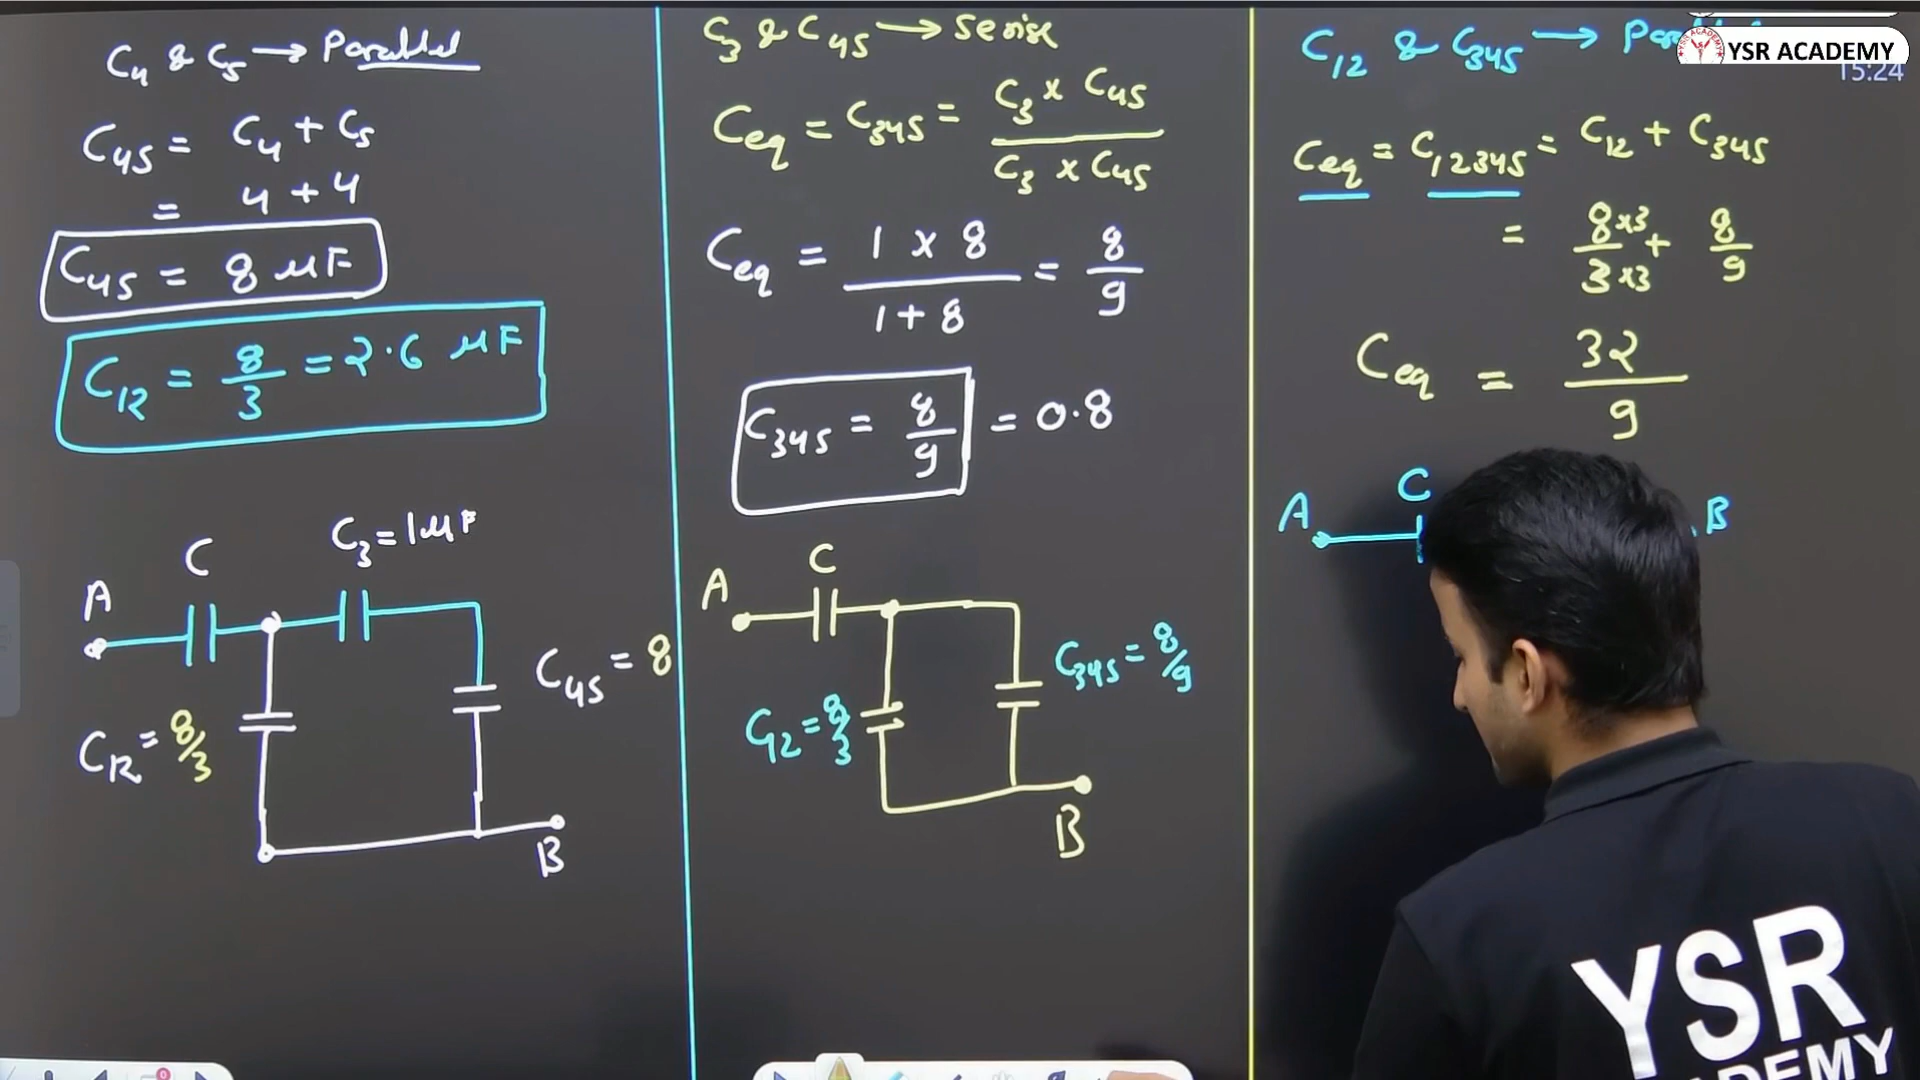 C₄ & C₅ → Parallel
C₄₅ = C₄ + C₅
= 4 + 4
C₄₅ = 8 μF
C₁₂ = 8/3 = 2.6 μF
C
C₃ = 1μF
A
C₄₅ = 8
C₁₂ = 8/3
B
C₃ & C₄₅ → Serise
Ceq = C₃₄₅ = C₃ × C₄₅ / C₃ × C₄₅
Ceq = 1 × 8 / 1 + 8 = 8/9
C₃₄₅ = 8/9 = 0.8
C
A
C₃₄₅ = 8/9
C₁₂ = 8/3
B
C₁₂ & C₃₄₅ →
YSR ACADEMY
15:24
Ceq = C₁₂₃₄₅ = C₁₂ + C₃₄₅
= 8×3 / 3×3 + 8/9
Ceq = 32/9
A
C
B
YSR